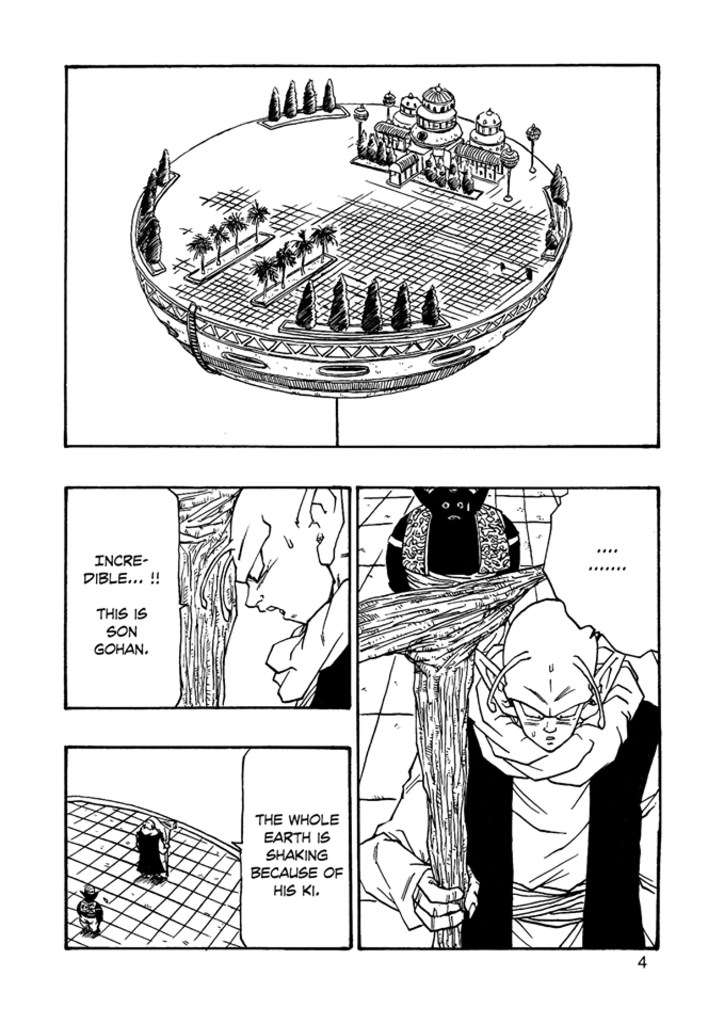 ....
.......
INCRE-
DIBLE... !!
THIS IS
SON
GOHAN.
THE WHOLE
EARTH IS
SHAKING
BECAUSE OF
HIS KI.
4